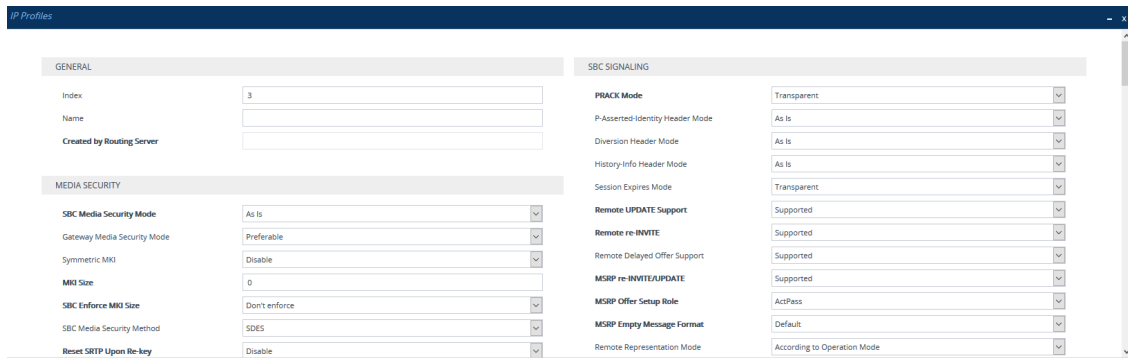 IP Profiles
– x
GENERAL
Index 3
Name
Created by Routing Server
MEDIA SECURITY
SBC Media Security Mode As Is
Gateway Media Security Mode Preferable
Symmetric MKI Disable
MKI Size 0
SBC Enforce MKI Size Don't enforce
SBC Media Security Method SDES
Reset SRTP Upon Re-key Disable
SBC SIGNALING
PRACK Mode Transparent
P-Asserted-Identity Header Mode As Is
Diversion Header Mode As Is
History-Info Header Mode As Is
Session Expires Mode Transparent
Remote UPDATE Support Supported
Remote re-INVITE Supported
Remote Delayed Offer Support Supported
MSRP re-INVITE/UPDATE Supported
MSRP Offer Setup Role ActPass
MSRP Empty Message Format Default
Remote Representation Mode According to Operation Mode